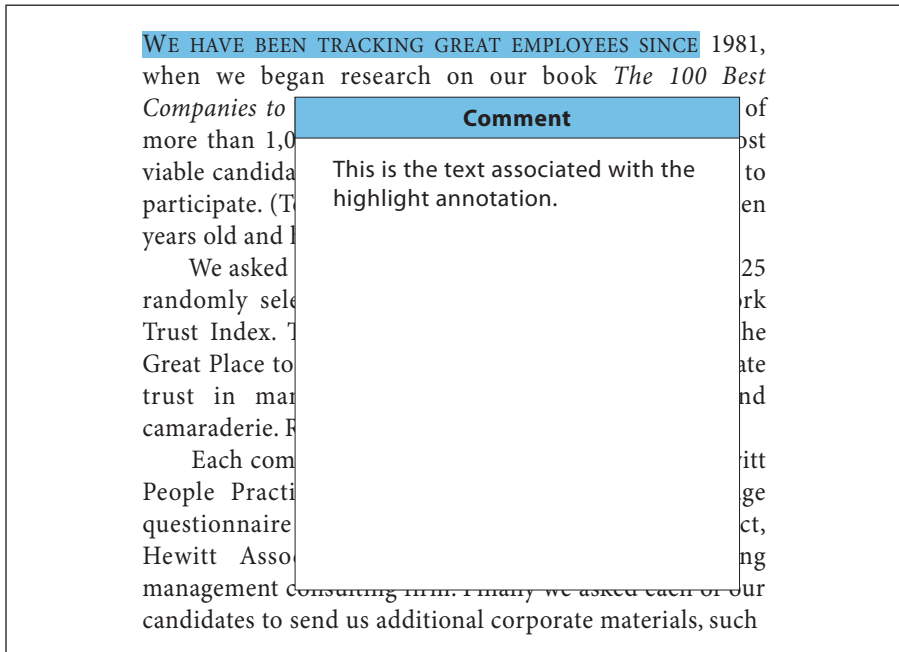 WE HAVE BEEN TRACKING GREAT EMPLOYEES SINCE 1981,
when we began research on our book The 100 Best
Companies to of
more than 1,0 ost
viable candida to
participate. (T en
years old and
We asked 25
randomly sele ork
Trust Index. T he
Great Place to ate
trust in man nd
camaraderie. R
Each com itt
People Practi ge
questionnaire ct,
Hewitt Asso ng
management consulting firm. Finally we asked each of our
candidates to send us additional corporate materials, such
Comment
This is the text associated with the
highlight annotation.